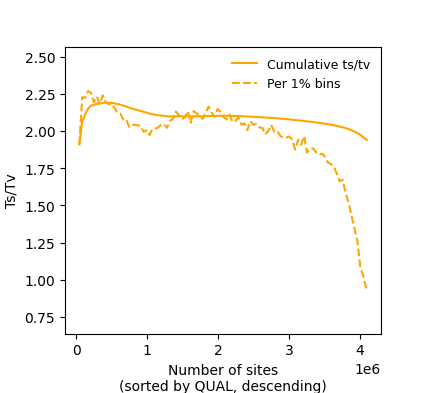 2.50
2.25
2.00
1.75
1.50
1.25
1.00
0.75
Ts/Tv
Cumulative ts/tv
Per 1% bins
0 1 2 3 4
1e6
Number of sites
(sorted by QUAL, descending)